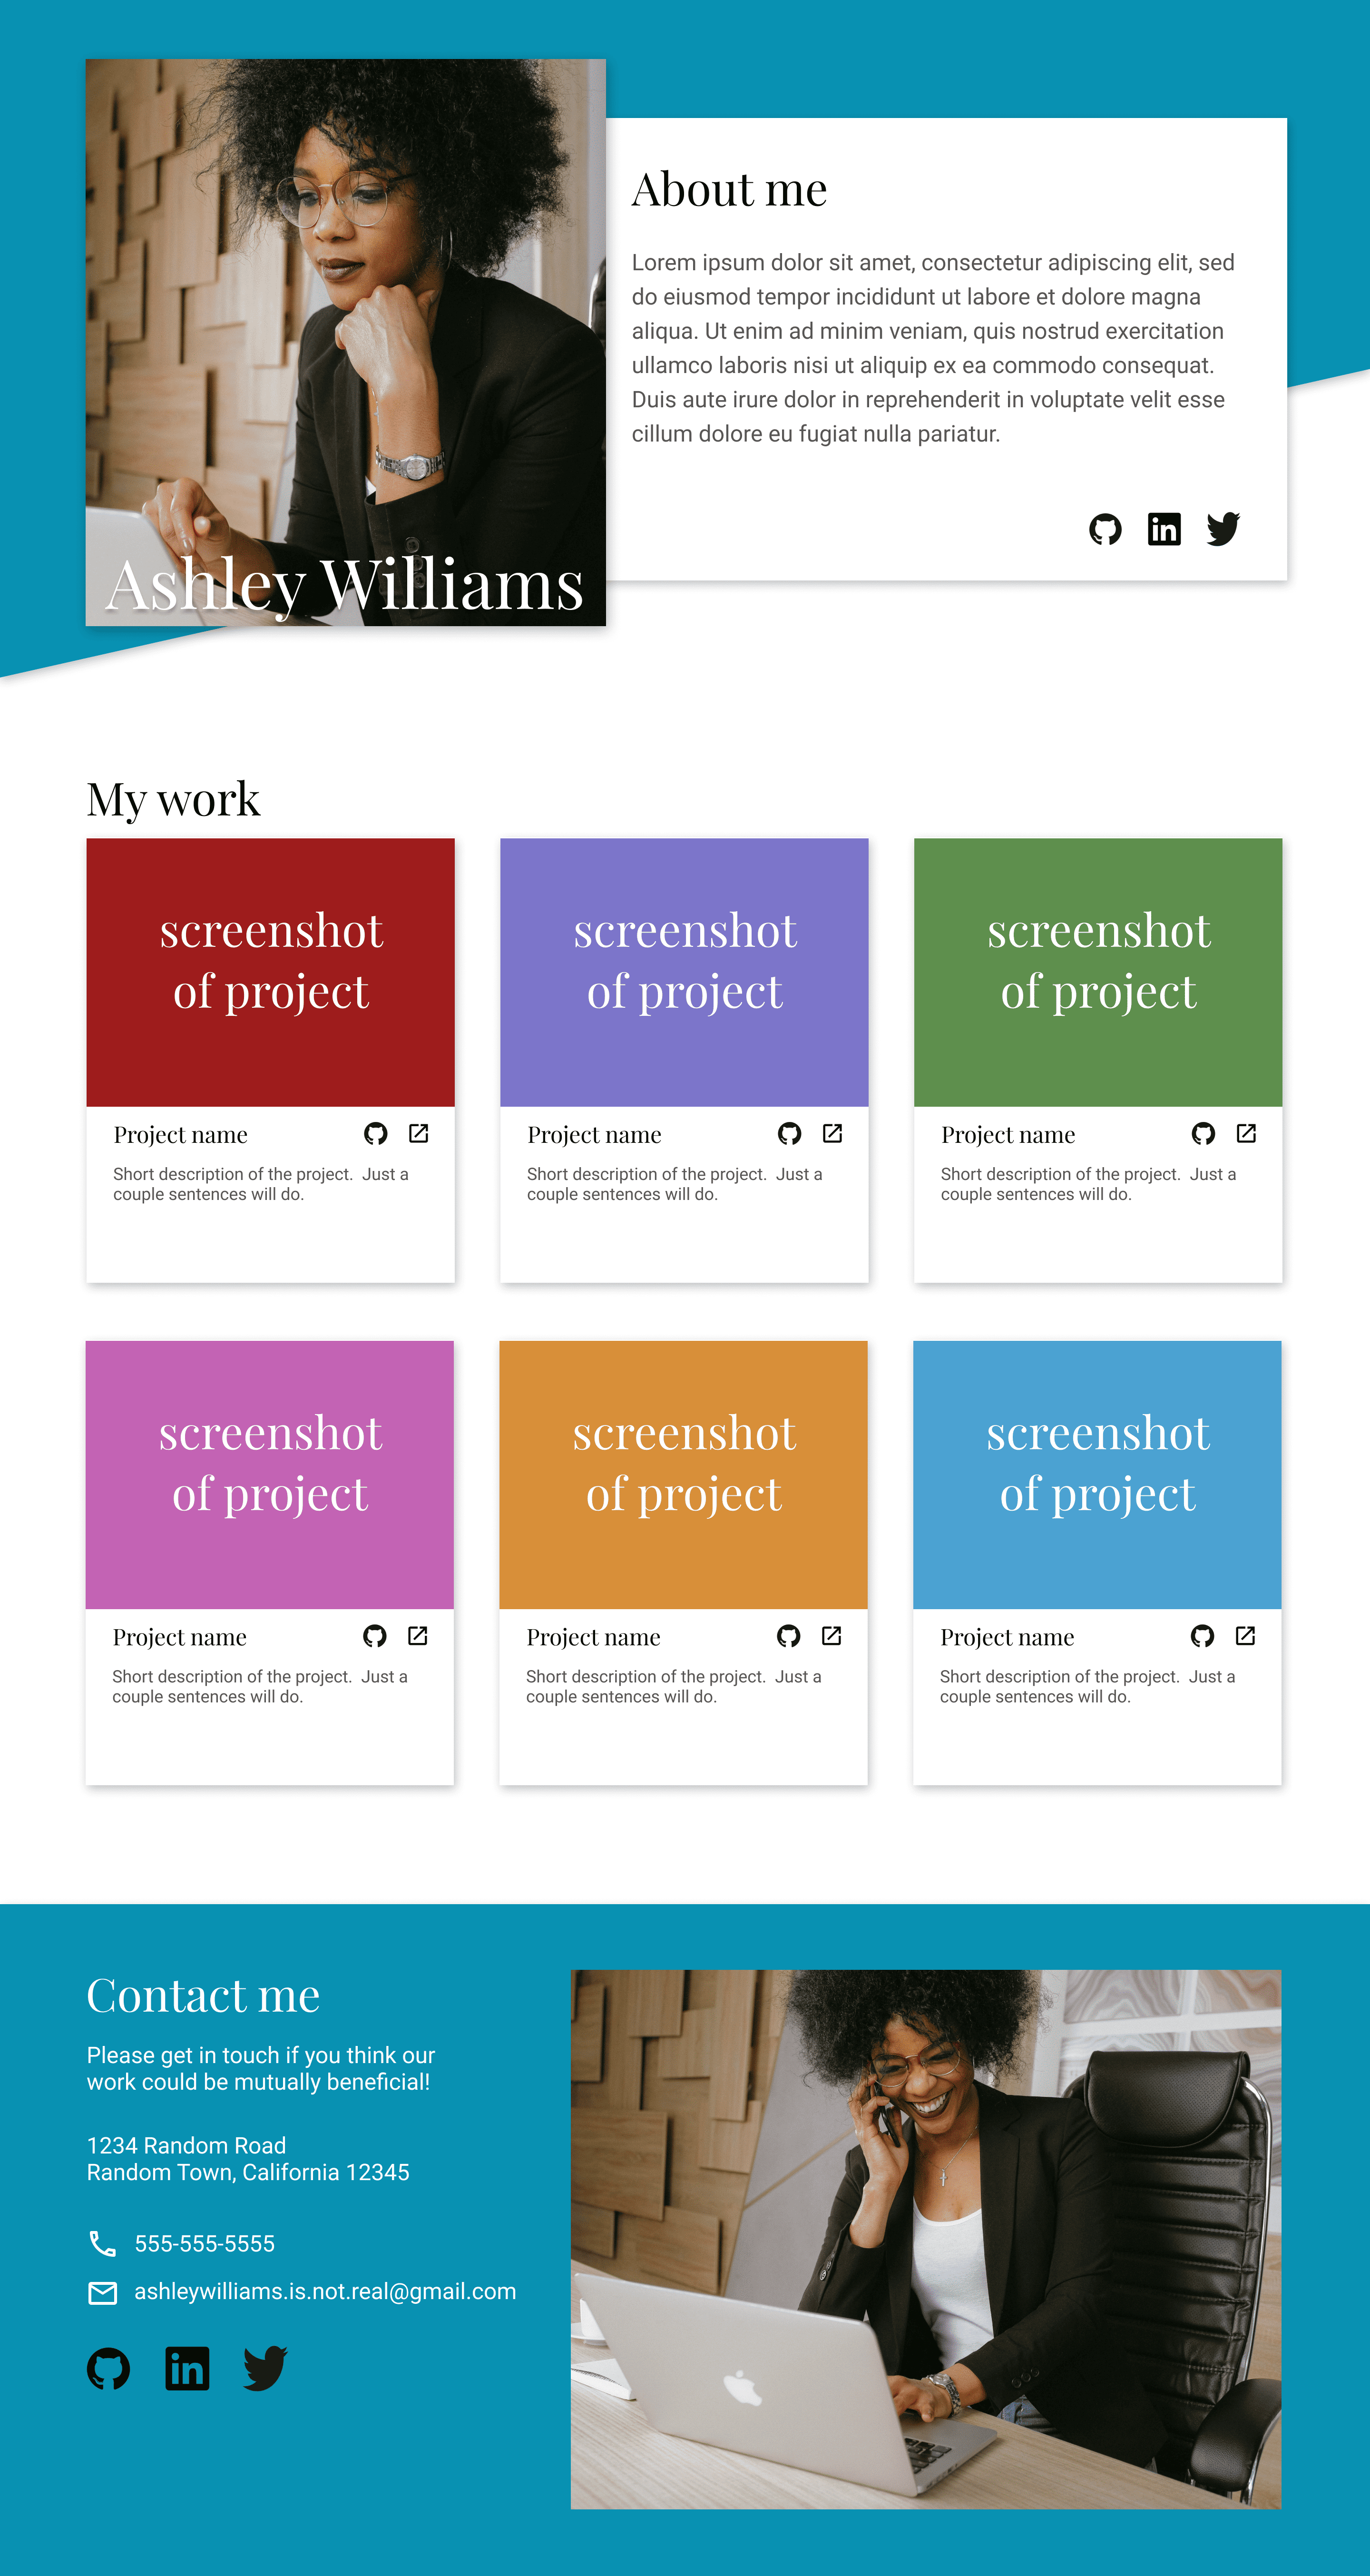 Ashley Williams
About me
Lorem ipsum dolor sit amet, consectetur adipiscing elit, sed
do eiusmod tempor incididunt ut labore et dolore magna
aliqua. Ut enim ad minim veniam, quis nostrud exercitation
ullamco laboris nisi ut aliquip ex ea commodo consequat.
Duis aute irure dolor in reprehenderit in voluptate velit esse
cillum dolore eu fugiat nulla pariatur.
in
My work
screenshot
of project
Project name
Short description of the project.  Just a
couple sentences will do.
screenshot
of project
Project name
Short description of the project.  Just a
couple sentences will do.
screenshot
of project
Project name
Short description of the project.  Just a
couple sentences will do.
screenshot
of project
Project name
Short description of the project.  Just a
couple sentences will do.
screenshot
of project
Project name
Short description of the project.  Just a
couple sentences will do.
screenshot
of project
Project name
Short description of the project.  Just a
couple sentences will do.
Contact me
Please get in touch if you think our
work could be mutually beneficial!
1234 Random Road
Random Town, California 12345
555-555-5555
ashleywilliams.is.not.real@gmail.com
in